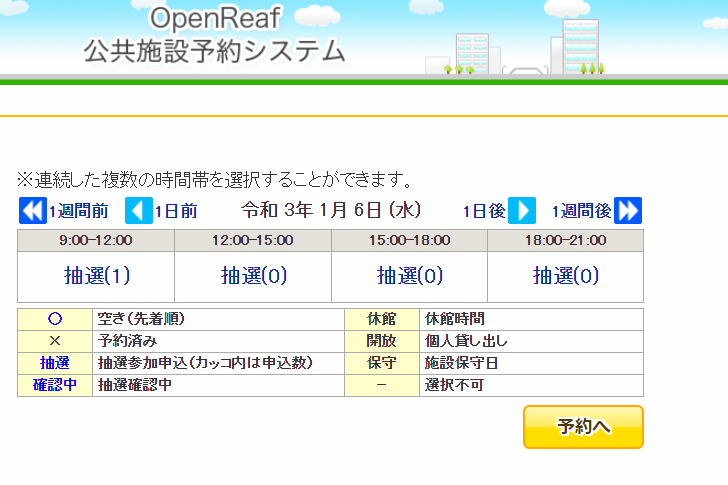 OpenReaf
公共施設予約システム
※連続した複数の時間帯を選択することができます。
1週間前 1日前 令和 3年 1月 6日 (水) 1日後 1週間後
9:00-12:00 12:00-15:00 15:00-18:00 18:00-21:00
抽選(1) 抽選(0) 抽選(0) 抽選(0)
○ 空き(先着順) 休館 休館時間
× 予約済み 開放 個人貸し出し
抽選 抽選参加申込(カッコ内は申込数) 保守 施設保守日
確認中 抽選確認中 − 選択不可
予約へ